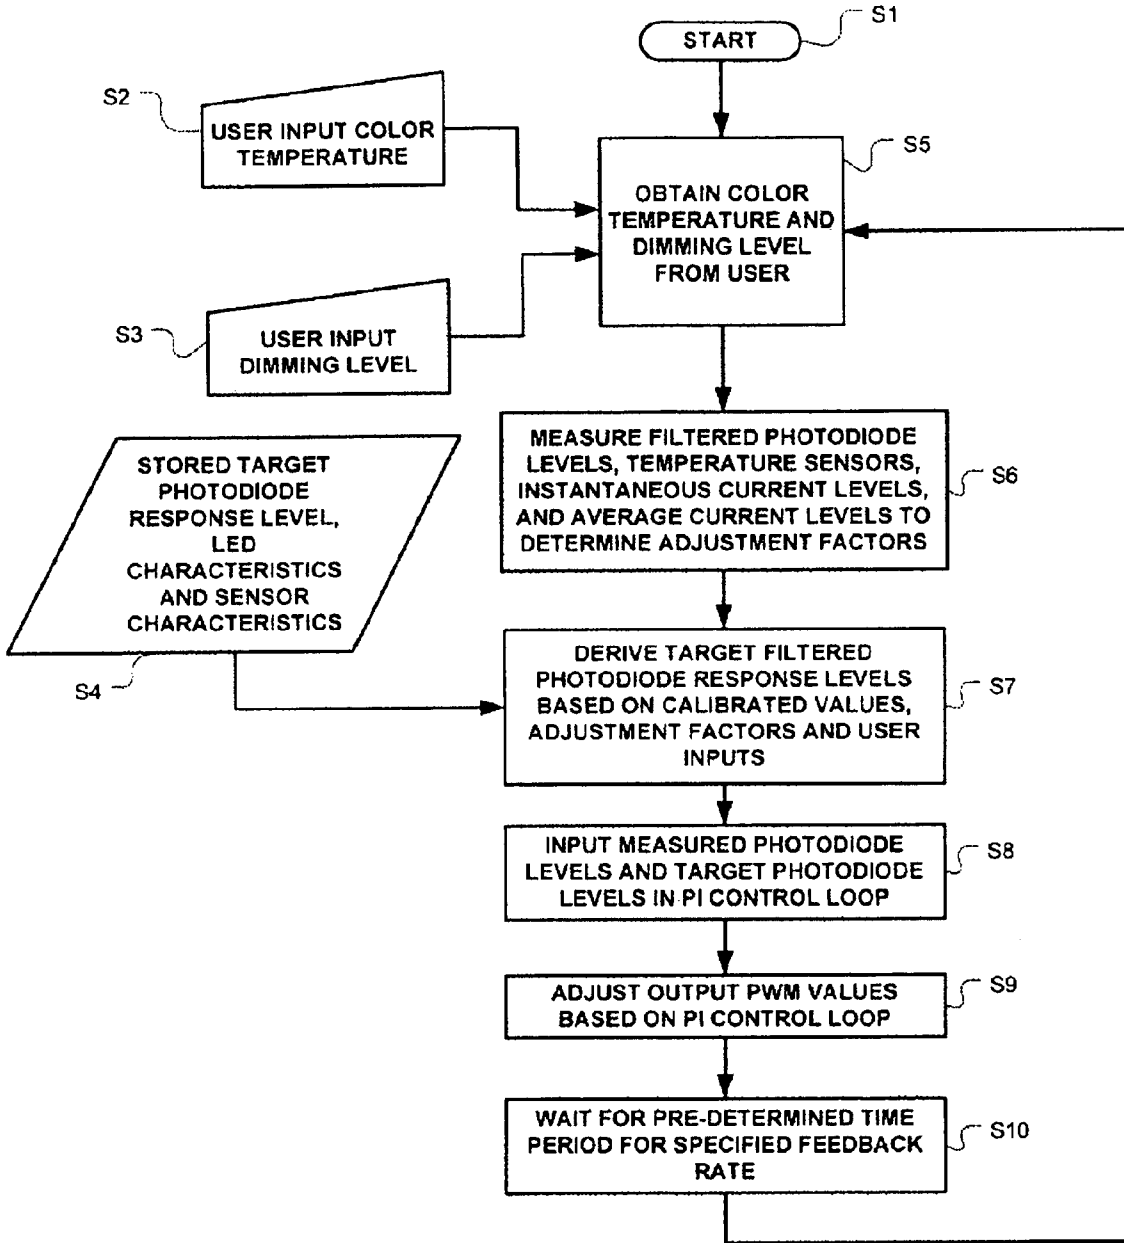 START
S1
S2
USER INPUT COLOR
TEMPERATURE
S5
OBTAIN COLOR
TEMPERATURE AND
DIMMING LEVEL
FROM USER
S3
USER INPUT
DIMMING LEVEL
MEASURE FILTERED PHOTODIODE
LEVELS, TEMPERATURE SENSORS,
INSTANTANEOUS CURRENT LEVELS,
AND AVERAGE CURRENT LEVELS TO
DETERMINE ADJUSTMENT FACTORS
S6
STORED TARGET
PHOTODIODE
RESPONSE LEVEL,
LED
CHARACTERISTICS
AND SENSOR
CHARACTERISTICS
S4
DERIVE TARGET FILTERED
PHOTODIODE RESPONSE LEVELS
BASED ON CALIBRATED VALUES,
ADJUSTMENT FACTORS AND USER
INPUTS
S7
INPUT MEASURED PHOTODIODE
LEVELS AND TARGET PHOTODIODE
LEVELS IN PI CONTROL LOOP
S8
ADJUST OUTPUT PWM VALUES
BASED ON PI CONTROL LOOP
S9
WAIT FOR PRE-DETERMINED TIME
PERIOD FOR SPECIFIED FEEDBACK
RATE
S10